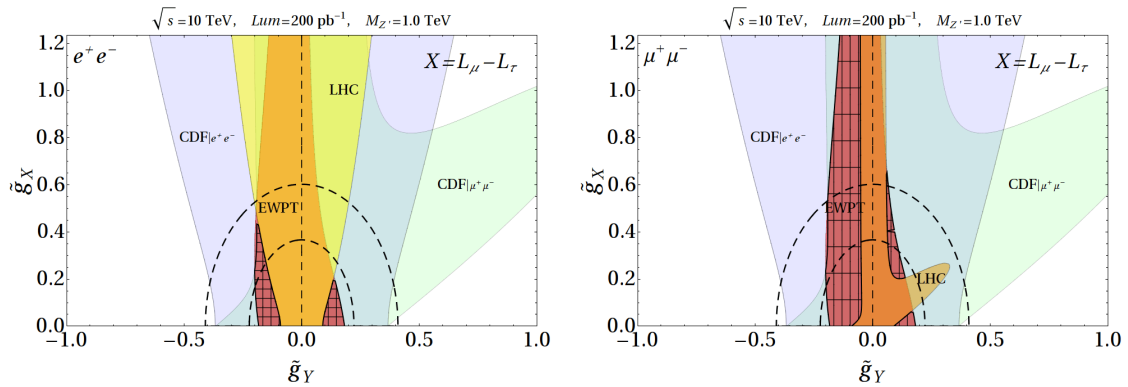 √s =10 TeV, Lum=200 pb⁻¹, M_Z' =1.0 TeV
e⁺e⁻
X=L_μ−L_τ
LHC
CDF|e⁺e⁻
CDF|μ⁺μ⁻
EWPT
g̃_X
1.2
1.0
0.8
0.6
0.4
0.2
0.0
−1.0 −0.5 0.0 0.5 1.0
g̃_Y
√s =10 TeV, Lum=200 pb⁻¹, M_Z' =1.0 TeV
μ⁺μ⁻
X=L_μ−L_τ
CDF|e⁺e⁻
CDF|μ⁺μ⁻
EWPT
LHC
g̃_X
1.2
1.0
0.8
0.6
0.4
0.2
0.0
−1.0 −0.5 0.0 0.5 1.0
g̃_Y